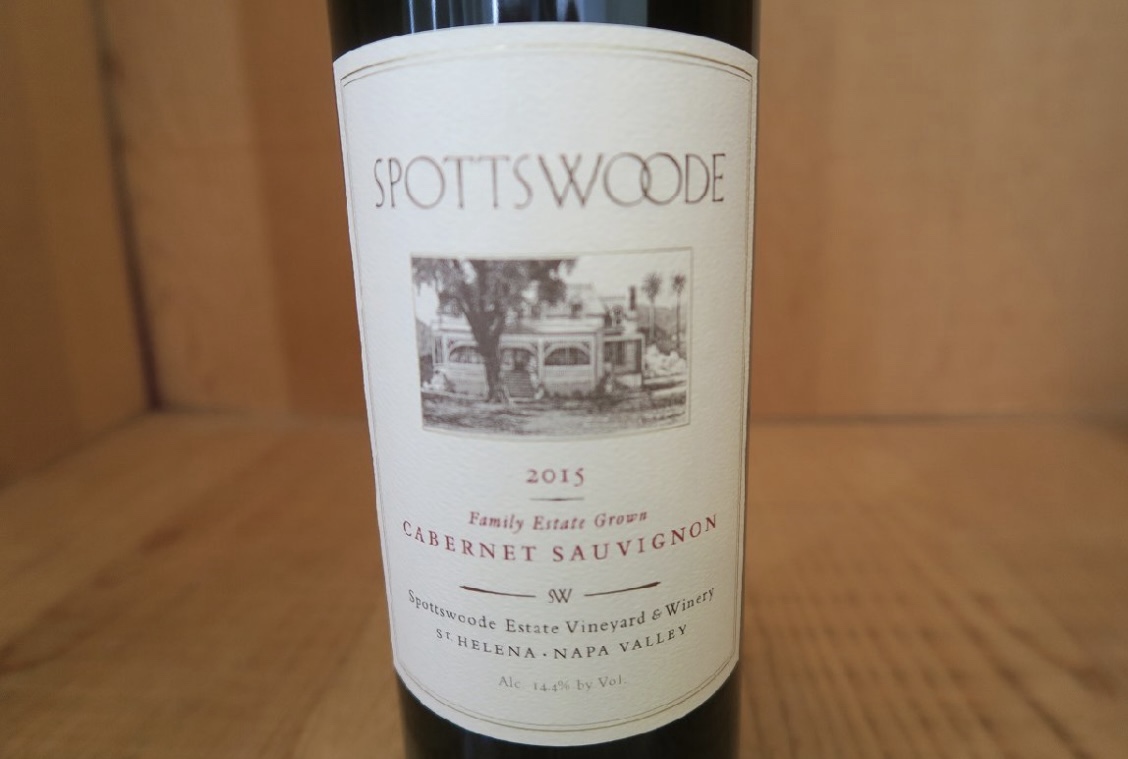 SPOTTSWOODE
2015
Family Estate Grown
CABERNET SAUVIGNON
SW
Spottswoode Estate Vineyard & Winery
St. HELENA · NAPA VALLEY
Alc. 14.4% by Vol.